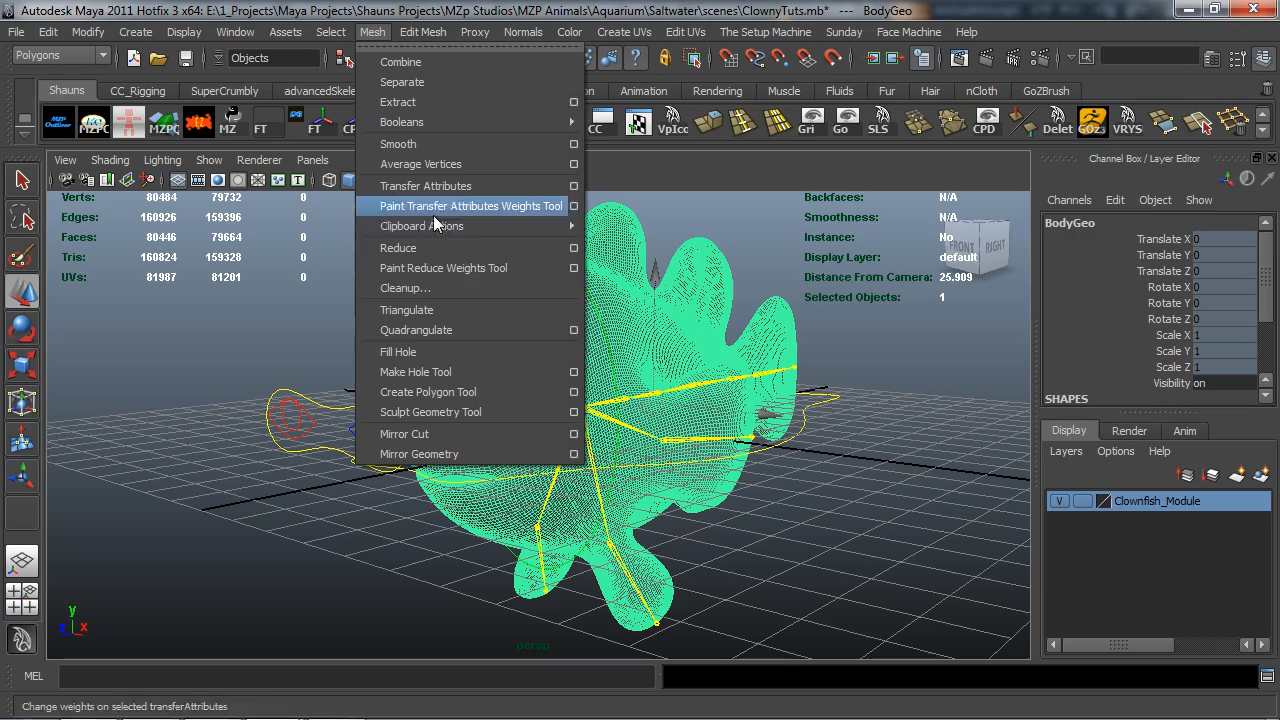 Autodesk Maya 2011 Hotfix 3 x64: E:\1_Projects\Maya Projects\Shauns Projects\MZp Studios\MZP Animals\Aquarium\Saltwater\scenes\ClownyTuts.mb* --- BodyGeo
File Edit Modify Create Display Window Assets Select Mesh Edit Mesh Proxy Normals Color Create UVs Edit UVs The Setup Machine Sunday Face Machine Help
Polygons Objects
Shauns CC_Rigging SuperCrumbly advancedSkele Animation Rendering Muscle Fluids Fur Hair nCloth GoZBrush
MZPC MZPC MZ FT FT CF CC VpIcc Gri Go SLS CPD Delet GOz3 VRYS
View Shading Lighting Show Renderer Panels
Verts: 80484 79732 0
Edges: 160926 159396 0
Faces: 80446 79664 0
Tris: 160824 159328 0
UVs: 81987 81201 0
Combine
Separate
Extract
Booleans
Smooth
Average Vertices
Transfer Attributes
Paint Transfer Attributes Weights Tool
Clipboard Actions
Reduce
Paint Reduce Weights Tool
Cleanup...
Triangulate
Quadrangulate
Fill Hole
Make Hole Tool
Create Polygon Tool
Sculpt Geometry Tool
Mirror Cut
Mirror Geometry
Backfaces: N/A
Smoothness: N/A
Instance: No
Display Layer: default
Distance From Camera: 25.909
Selected Objects: 1
FRONT RIGHT
y
z x
persp
Channel Box / Layer Editor
Channels Edit Object Show
BodyGeo
Translate X 0
Translate Y 0
Translate Z 0
Rotate X 0
Rotate Y 0
Rotate Z 0
Scale X 1
Scale Y 1
Scale Z 1
Visibility on
SHAPES
Display Render Anim
Layers Options Help
V Clownfish_Module
MEL
Change weights on selected transferAttributes